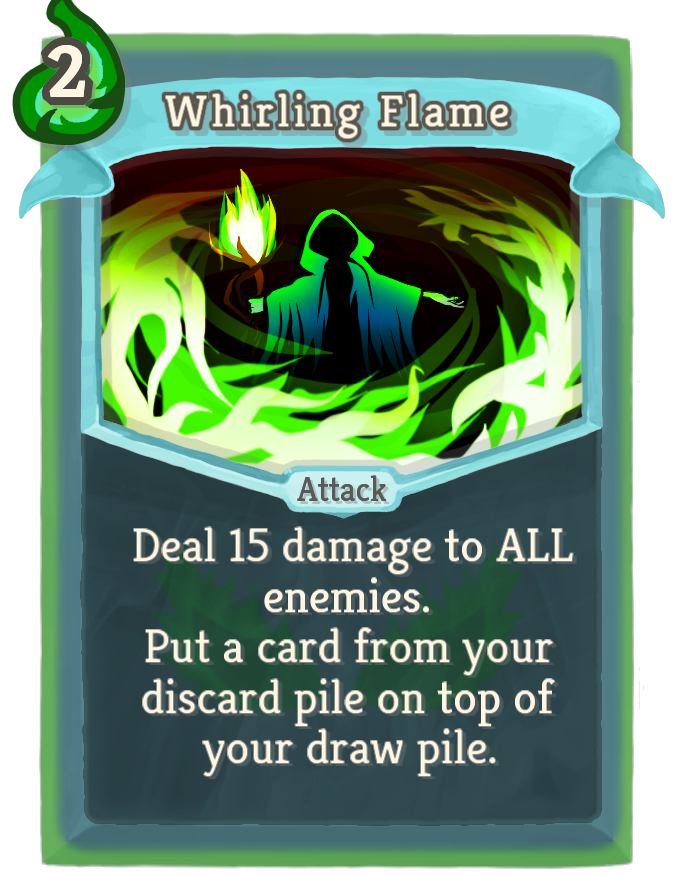 2
Whirling Flame
Attack
Deal 15 damage to ALL
enemies.
Put a card from your
discard pile on top of
your draw pile.